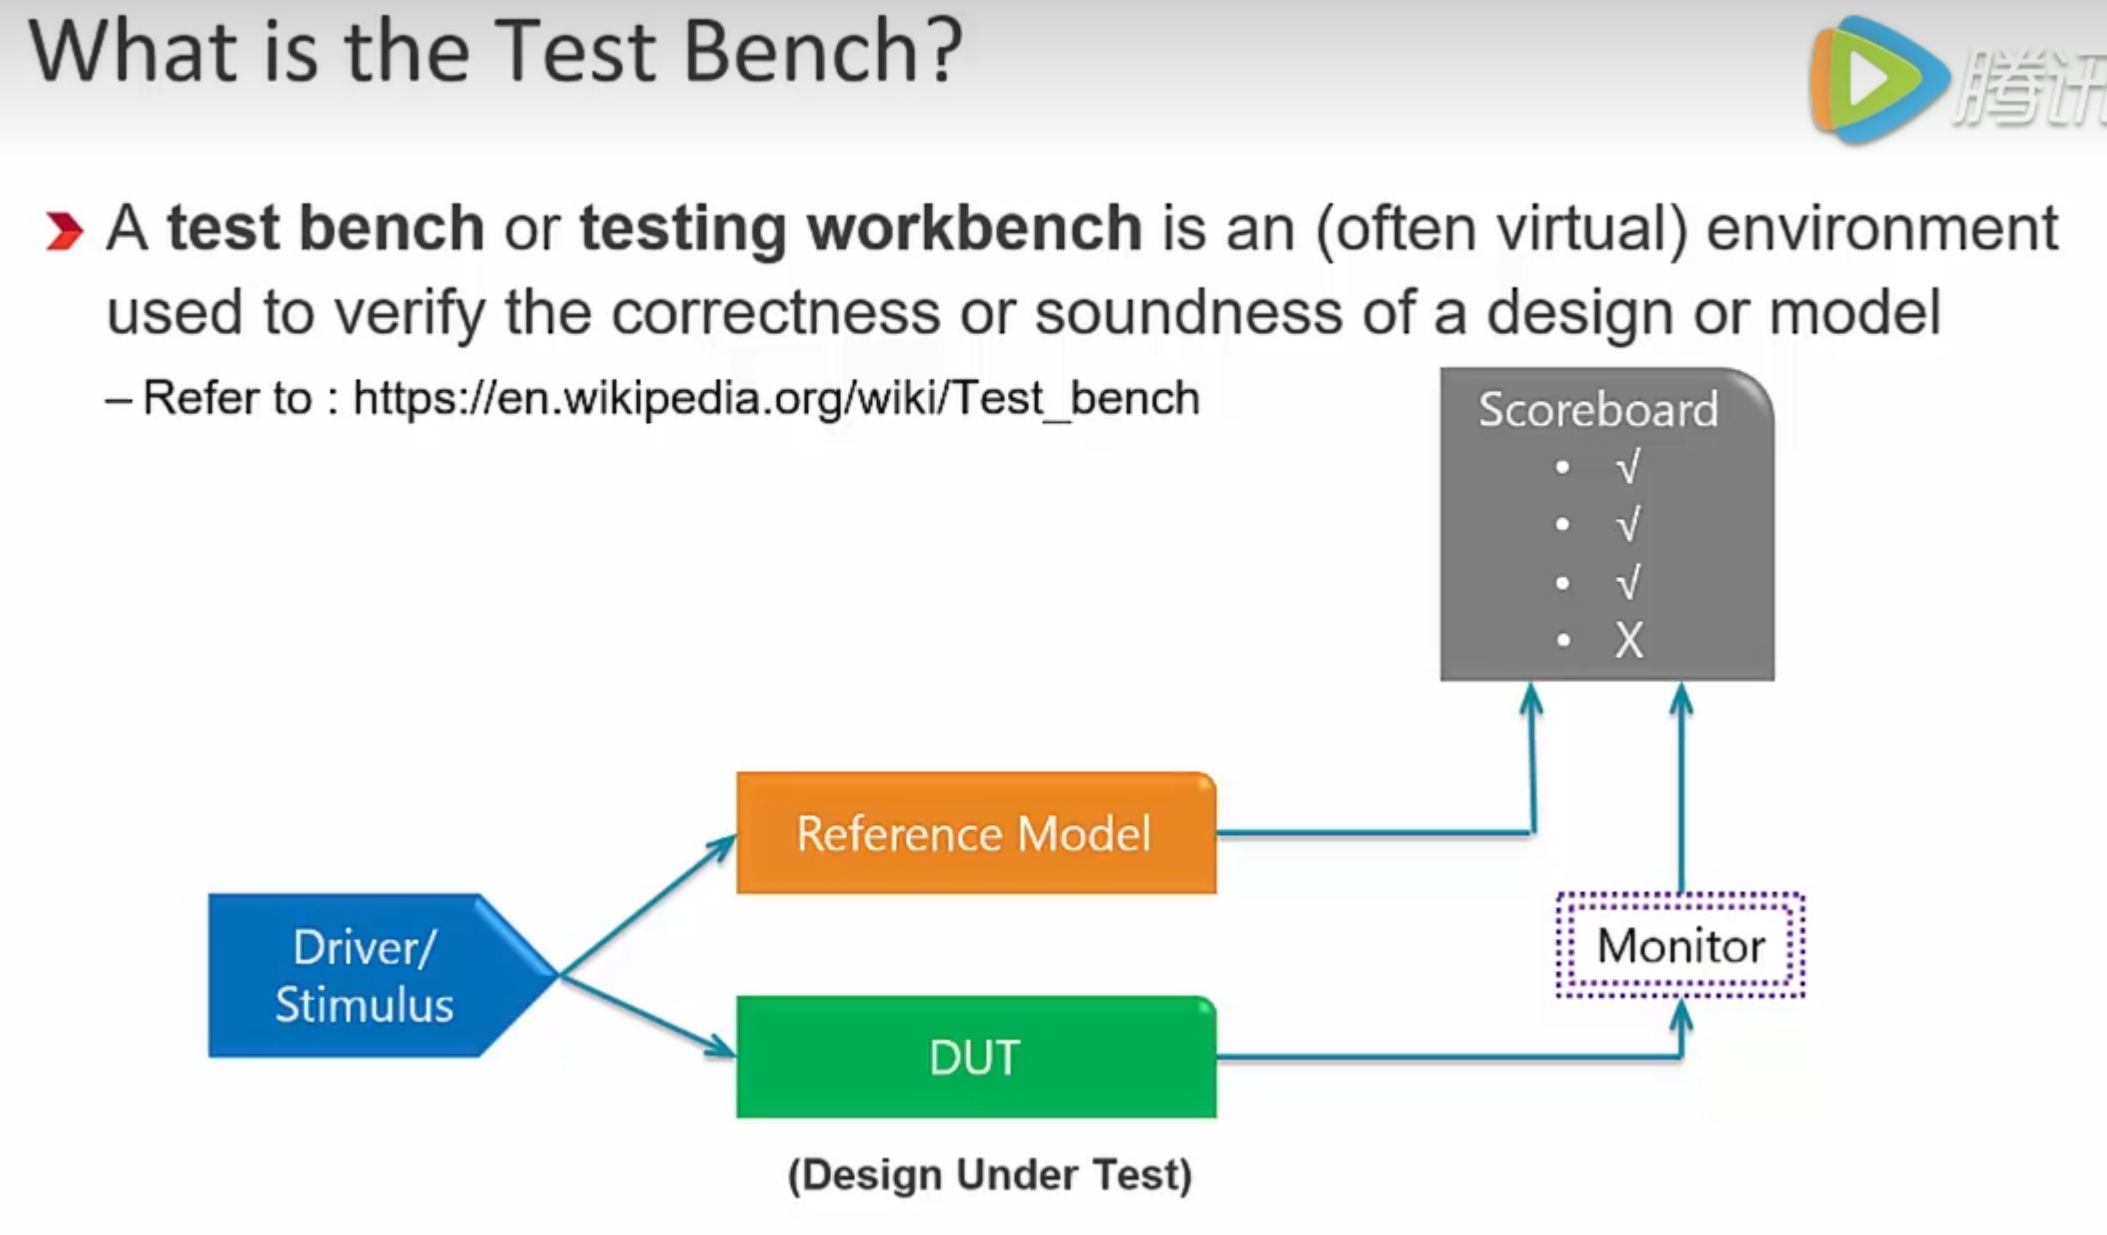 What is the Test Bench?
腾讯
A test bench or testing workbench is an (often virtual) environment
used to verify the correctness or soundness of a design or model
– Refer to : https://en.wikipedia.org/wiki/Test_bench
Scoreboard
• √
• √
• √
• X
Reference Model
Driver/
Stimulus
Monitor
DUT
(Design Under Test)